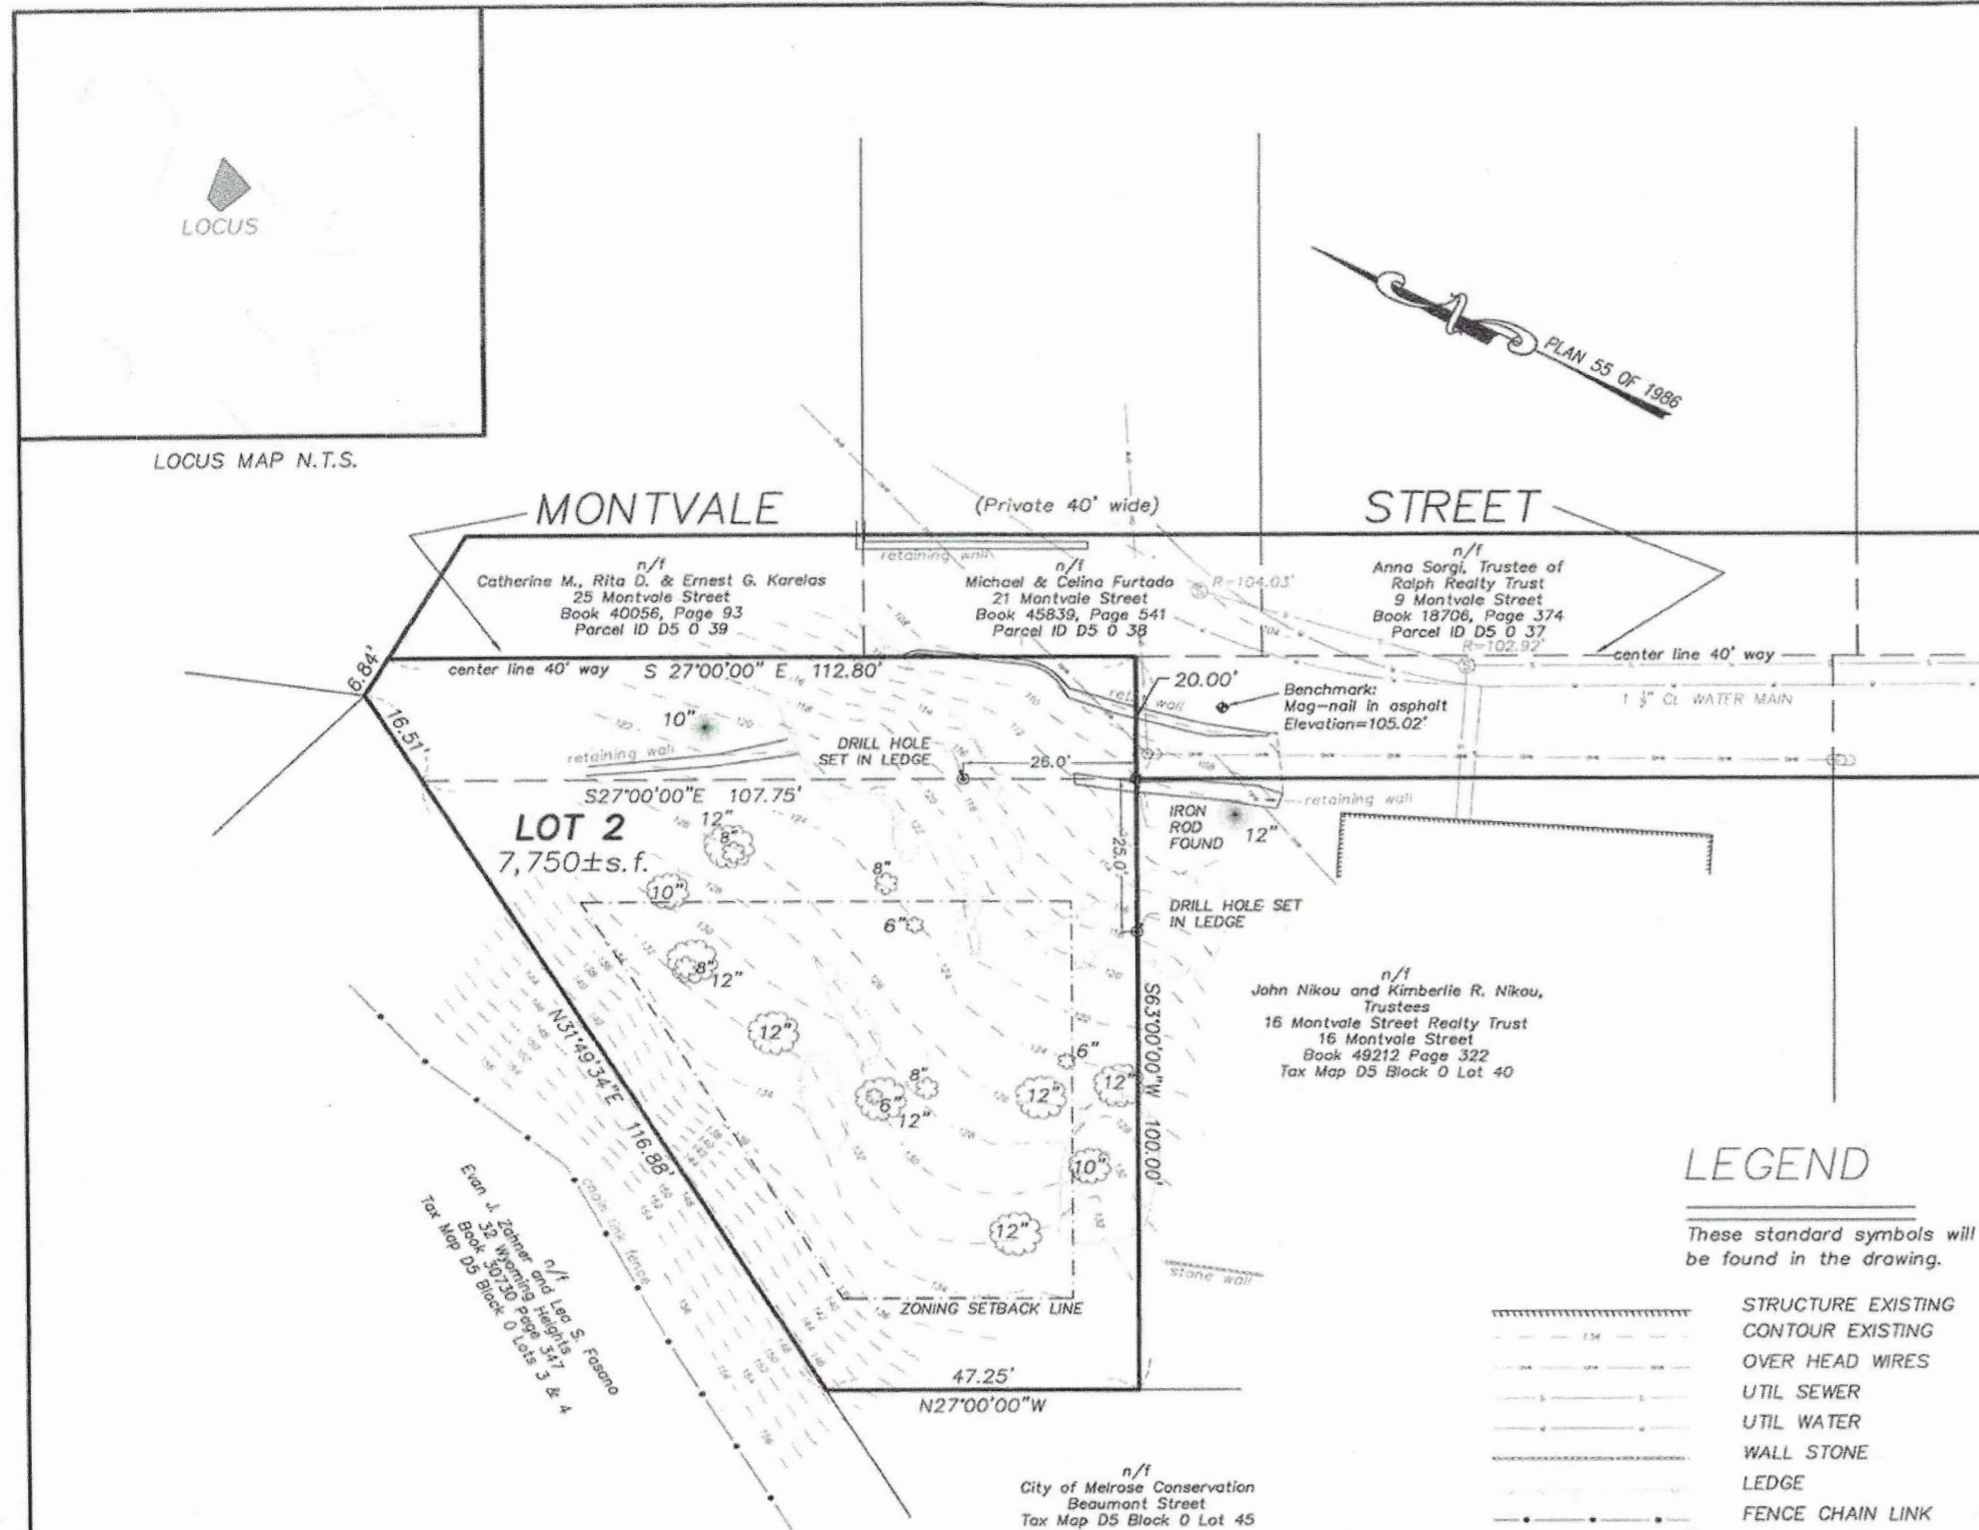 LOCUS
LOCUS MAP N.T.S.
PLAN 55 OF 1986
MONTVALE
(Private 40' wide)
STREET
retaining wall
n/f
Catherine M., Rita D. & Ernest G. Karelas
25 Montvale Street
Book 40056, Page 93
Parcel ID D5 0 39
n/f
Michael & Celina Furtado
21 Montvale Street
Book 45839, Page 541
Parcel ID D5 0 38
R=104.03'
n/f
Anna Sorgi, Trustee of
Ralph Realty Trust
9 Montvale Street
Book 18706, Page 374
Parcel ID D5 0 37
R=102.92'
center line 40' way
S 27°00'00" E 112.80'
center line 40' way
6.84'
16.51'
20.00'
Benchmark:
Mag-nail in asphalt
Elevation=105.02'
WATER MAIN
10"
retaining wall
DRILL HOLE
SET IN LEDGE
26.0'
S27°00'00"E 107.75'
retaining wall
IRON
ROD
FOUND
12"
LOT 2
7,750±s.f.
12"
8"
10"
8"
6"
25.0'
DRILL HOLE SET
IN LEDGE
8"
12"
12"
n/f
John Nikou and Kimberlie R. Nikou,
Trustees
16 Montvale Street Realty Trust
16 Montvale Street
Book 49212 Page 322
Tax Map D5 Block 0 Lot 40
N31°49'34"E 116.88'
S63°00'00"W 100.00'
6"
8"
6"
12"
12"
12"
10"
12"
chain link fence
n/f
Evan J. Zahner and Lea S. Fasano
32 Wyoming Heights
Book 30730 Page 347
Tax Map D5 Block 0 Lots 3 & 4
stone wall
ZONING SETBACK LINE
47.25'
N27°00'00"W
n/f
City of Melrose Conservation
Beaumont Street
Tax Map D5 Block 0 Lot 45
LEGEND
These standard symbols will
be found in the drawing.
STRUCTURE EXISTING
CONTOUR EXISTING
OVER HEAD WIRES
UTIL SEWER
UTIL WATER
WALL STONE
LEDGE
FENCE CHAIN LINK